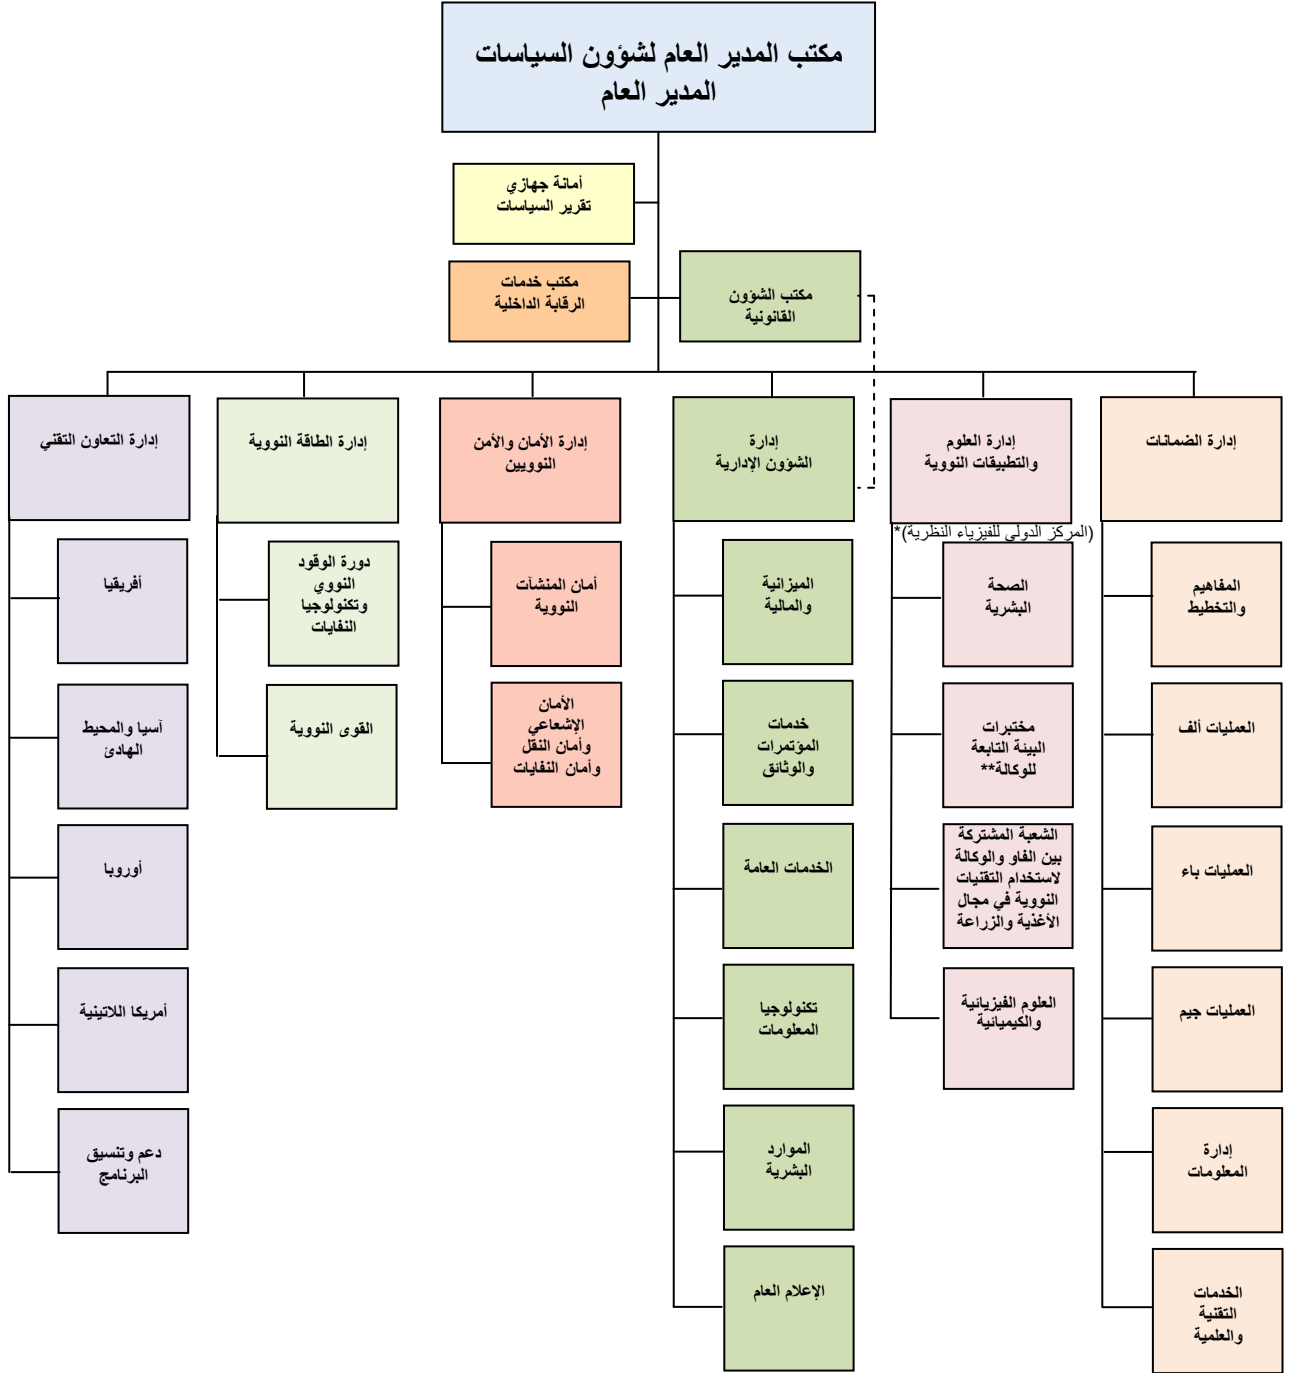 مكتب المدير العام لشؤون السياسات
المدير العام
أمانة جهازي
تقرير السياسات
مكتب الشؤون
القانونية
مكتب خدمات
الرقابة الداخلية
إدارة الضمانات
المفاهيم
والتخطيط
العمليات ألف
العمليات باء
العمليات جيم
إدارة
المعلومات
الخدمات
التقنية
والعلمية
إدارة العلوم
والتطبيقات النووية
(المركز الدولي للفيزياء النظرية)*
الصحة
البشرية
مختبرات
البيئة التابعة
للوكالة**
الشعبة المشتركة
بين الفاو والوكالة
لاستخدام التقنيات
النووية في مجال
الأغذية والزراعة
العلوم الفيزيائية
والكيميائية
إدارة
الشؤون الإدارية
الميزانية
والمالية
خدمات
المؤتمرات
والوثائق
الخدمات العامة
تكنولوجيا
المعلومات
الموارد
البشرية
الإعلام العام
إدارة الأمان والأمن
النوويين
أمان المنشآت
النووية
الأمان
الإشعاعي
وأمان النقل
وأمان النفايات
إدارة الطاقة النووية
دورة الوقود
النووي
وتكنولوجيا
النفايات
القوى النووية
إدارة التعاون التقني
أفريقيا
آسيا والمحيط
الهادئ
أوروبا
أمريكا اللاتينية
دعم وتنسيق
البرنامج